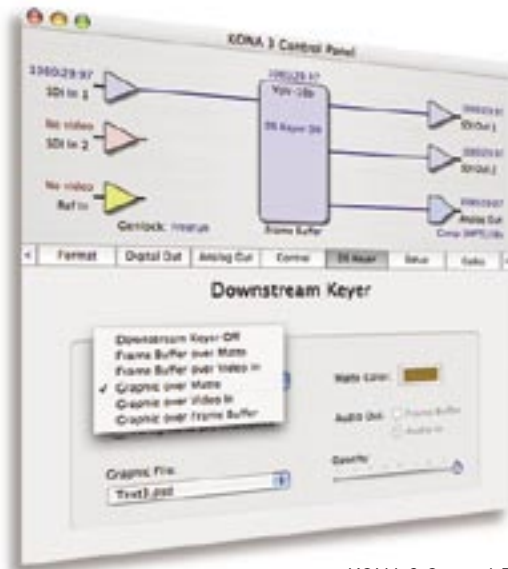 KONA 3 Control Panel
1080i29.97
1080i29.97
SDI In 1
SDI Out 1
No video
SDI In 2
SDI Out 2
No video
Ref In
Analog Out
Genlock:
Frame Buffer
Format Digital Out Analog Out Control DS Keyer Setup
Downstream Keyer
Downstream Keyer Off
Frame Buffer over Matte
Frame Buffer over Video In
✓ Graphic over Matte
Graphic over Video In
Graphic over Frame Buffer
Matte Color:
Audio Out: Frame Buffer
Audio In
Graphic File:
Opacity:
Text3.psd